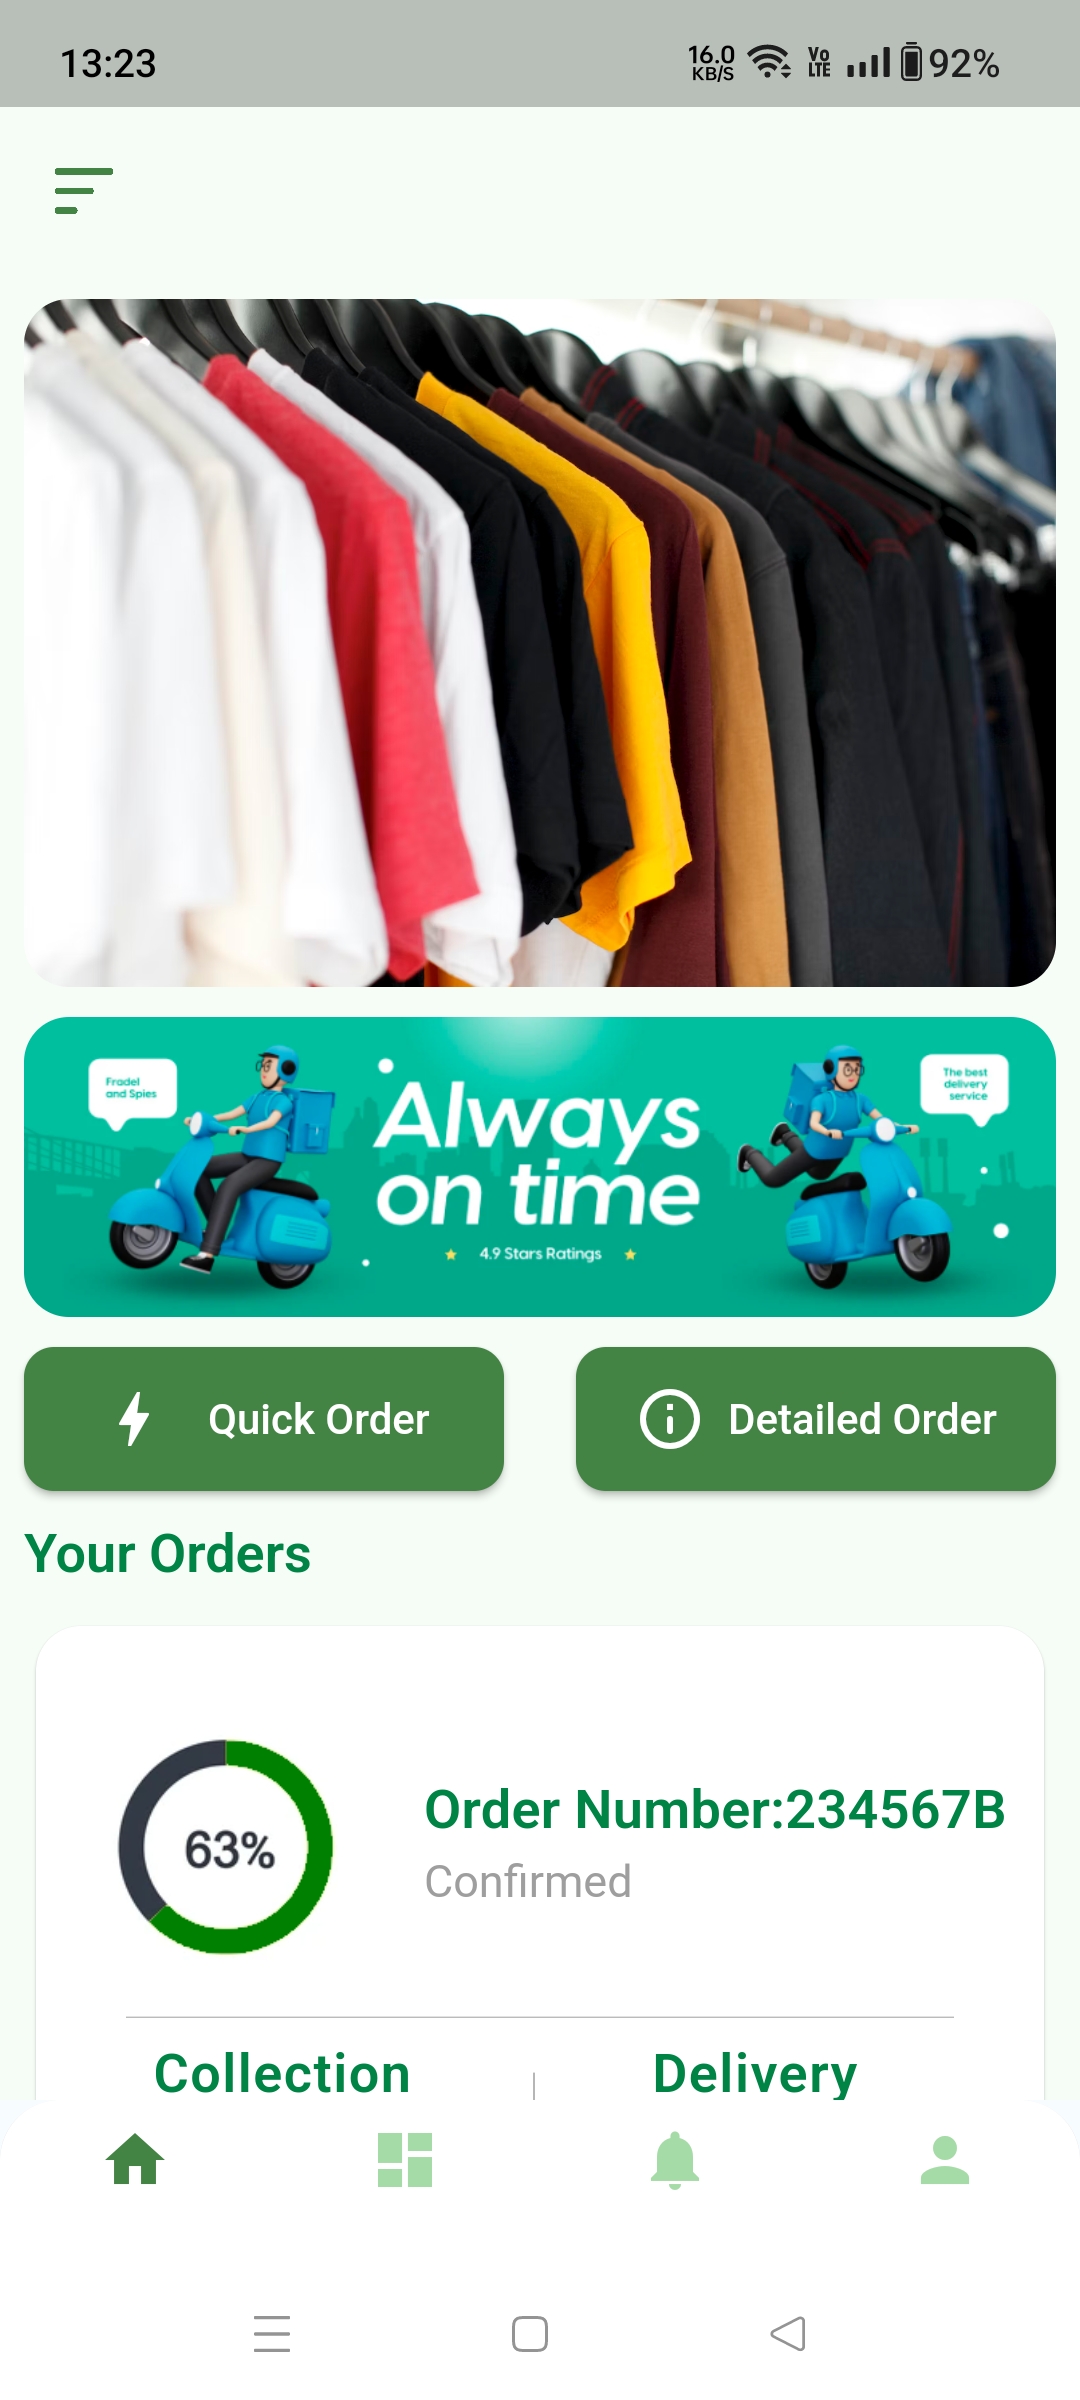 13:23
16.0
KB/S
Vo
LTE
92%
Fradel
and Spies
Always
on time
4.9 Stars Ratings
The best
delivery
service
Quick Order
Detailed Order
Your Orders
63%
Order Number:234567B
Confirmed
Collection
Delivery